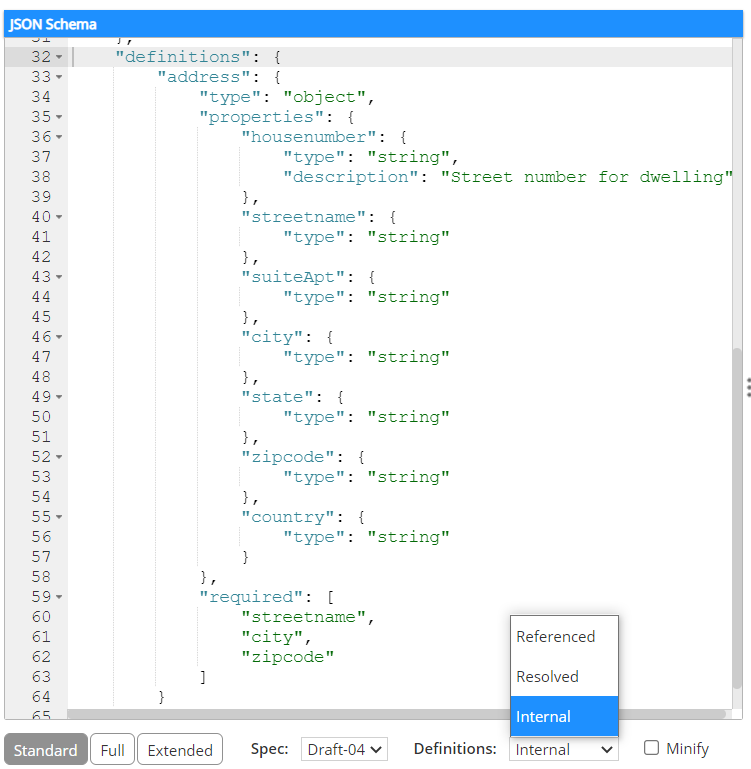 JSON Schema
31 },
32 "definitions": {
33 "address": {
34 "type": "object",
35 "properties": {
36 "housenumber": {
37 "type": "string",
38 "description": "Street number for dwelling"
39 },
40 "streetname": {
41 "type": "string"
42 },
43 "suiteApt": {
44 "type": "string"
45 },
46 "city": {
47 "type": "string"
48 },
49 "state": {
50 "type": "string"
51 },
52 "zipcode": {
53 "type": "string"
54 },
55 "country": {
56 "type": "string"
57 }
58 },
59 "required": [
60 "streetname",
61 "city",
62 "zipcode"
63 ]
64 }
65
Referenced
Resolved
Internal
Standard Full Extended Spec: Draft-04 Definitions: Internal Minify